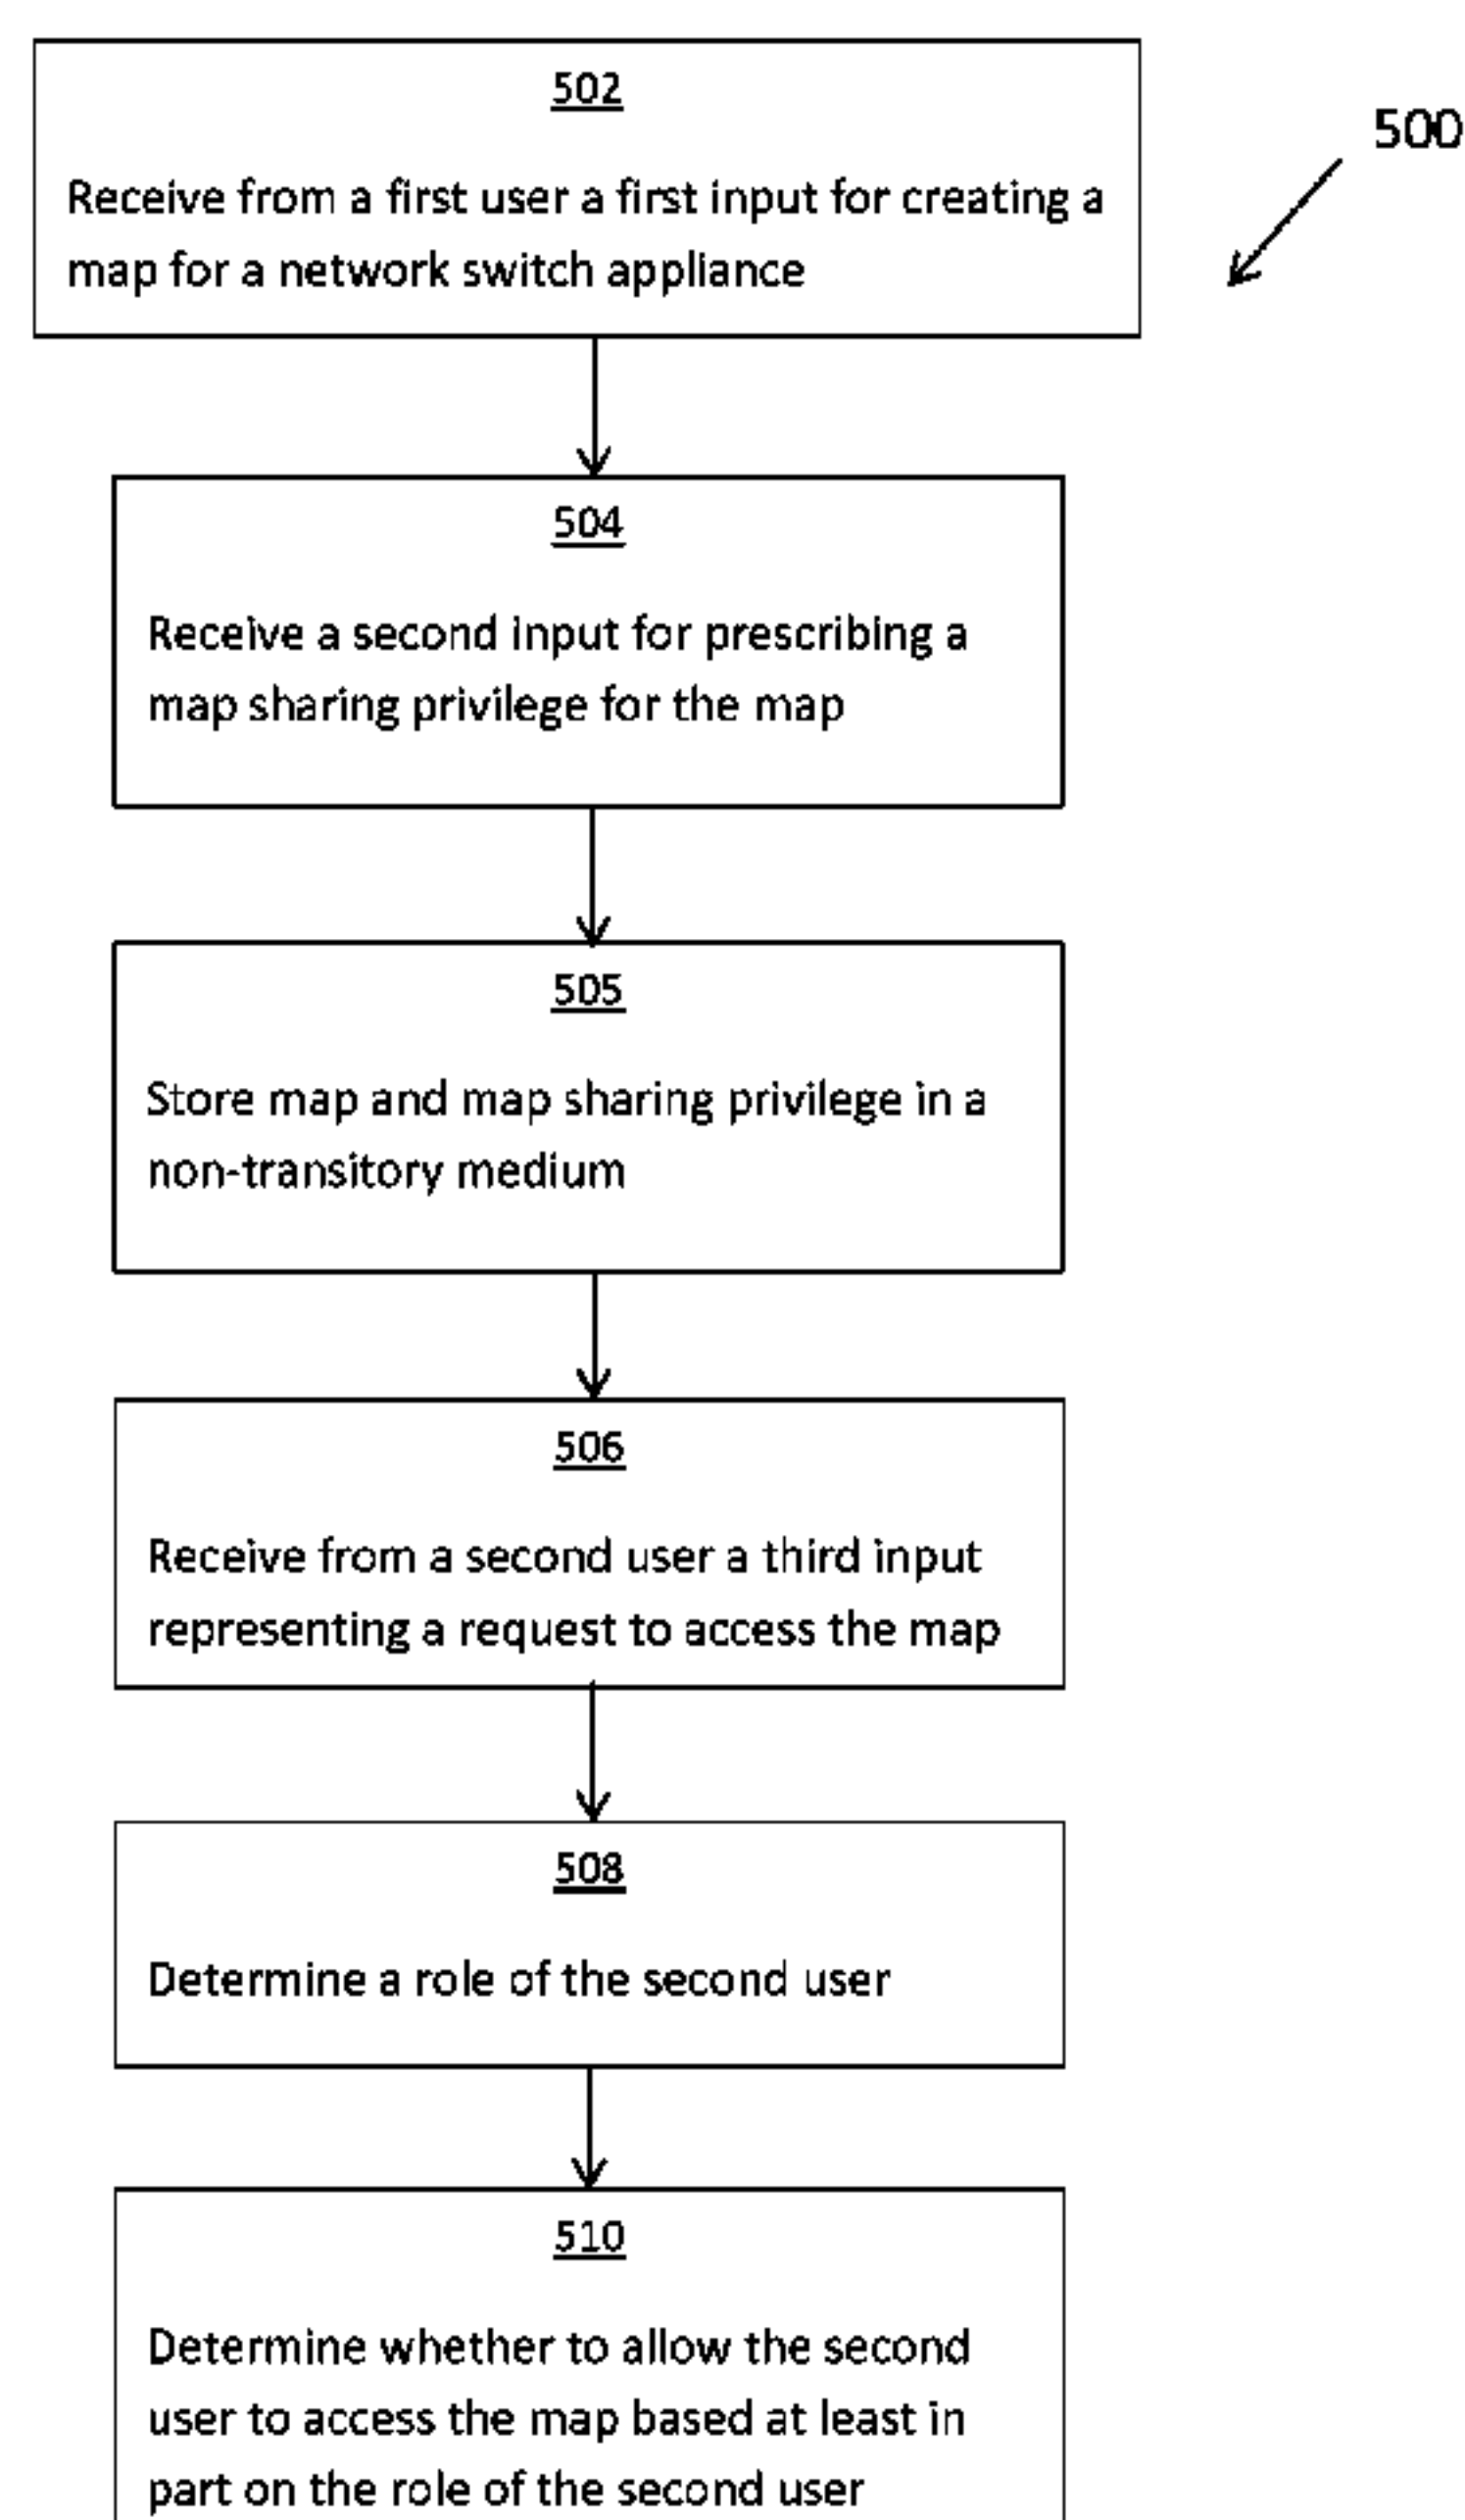 502
500
Receive from a first user a first input for creating a
map for a network switch appliance
504
Receive a second input for prescribing a
map sharing privilege for the map
505
Store map and map sharing privilege in a
non-transitory medium
506
Receive from a second user a third input
representing a request to access the map
508
Determine a role of the second user
510
Determine whether to allow the second
user to access the map based at least in
part on the role of the second user